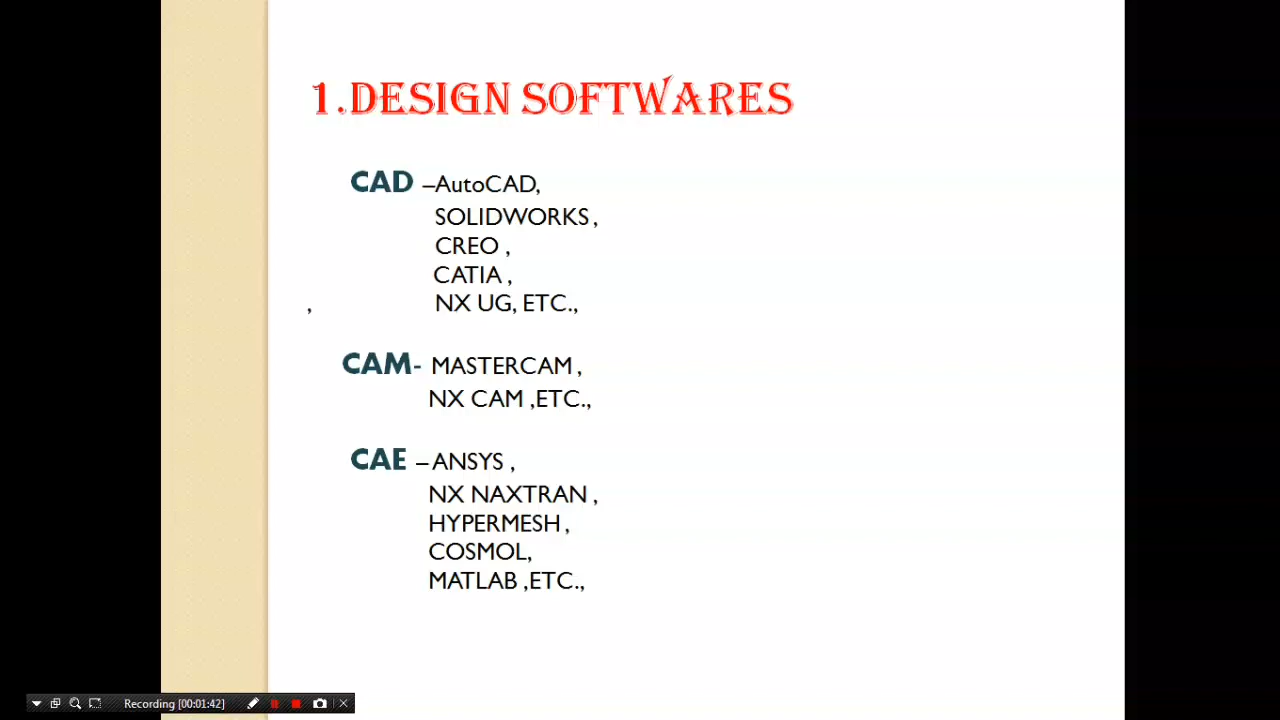 1.DESIGN SOFTWARES
CAD –AutoCAD,
SOLIDWORKS ,
CREO ,
CATIA ,
, NX UG, ETC.,
CAM- MASTERCAM ,
NX CAM ,ETC.,
CAE – ANSYS ,
NX NAXTRAN ,
HYPERMESH ,
COSMOL,
MATLAB ,ETC.,
Recording [00:01:42]